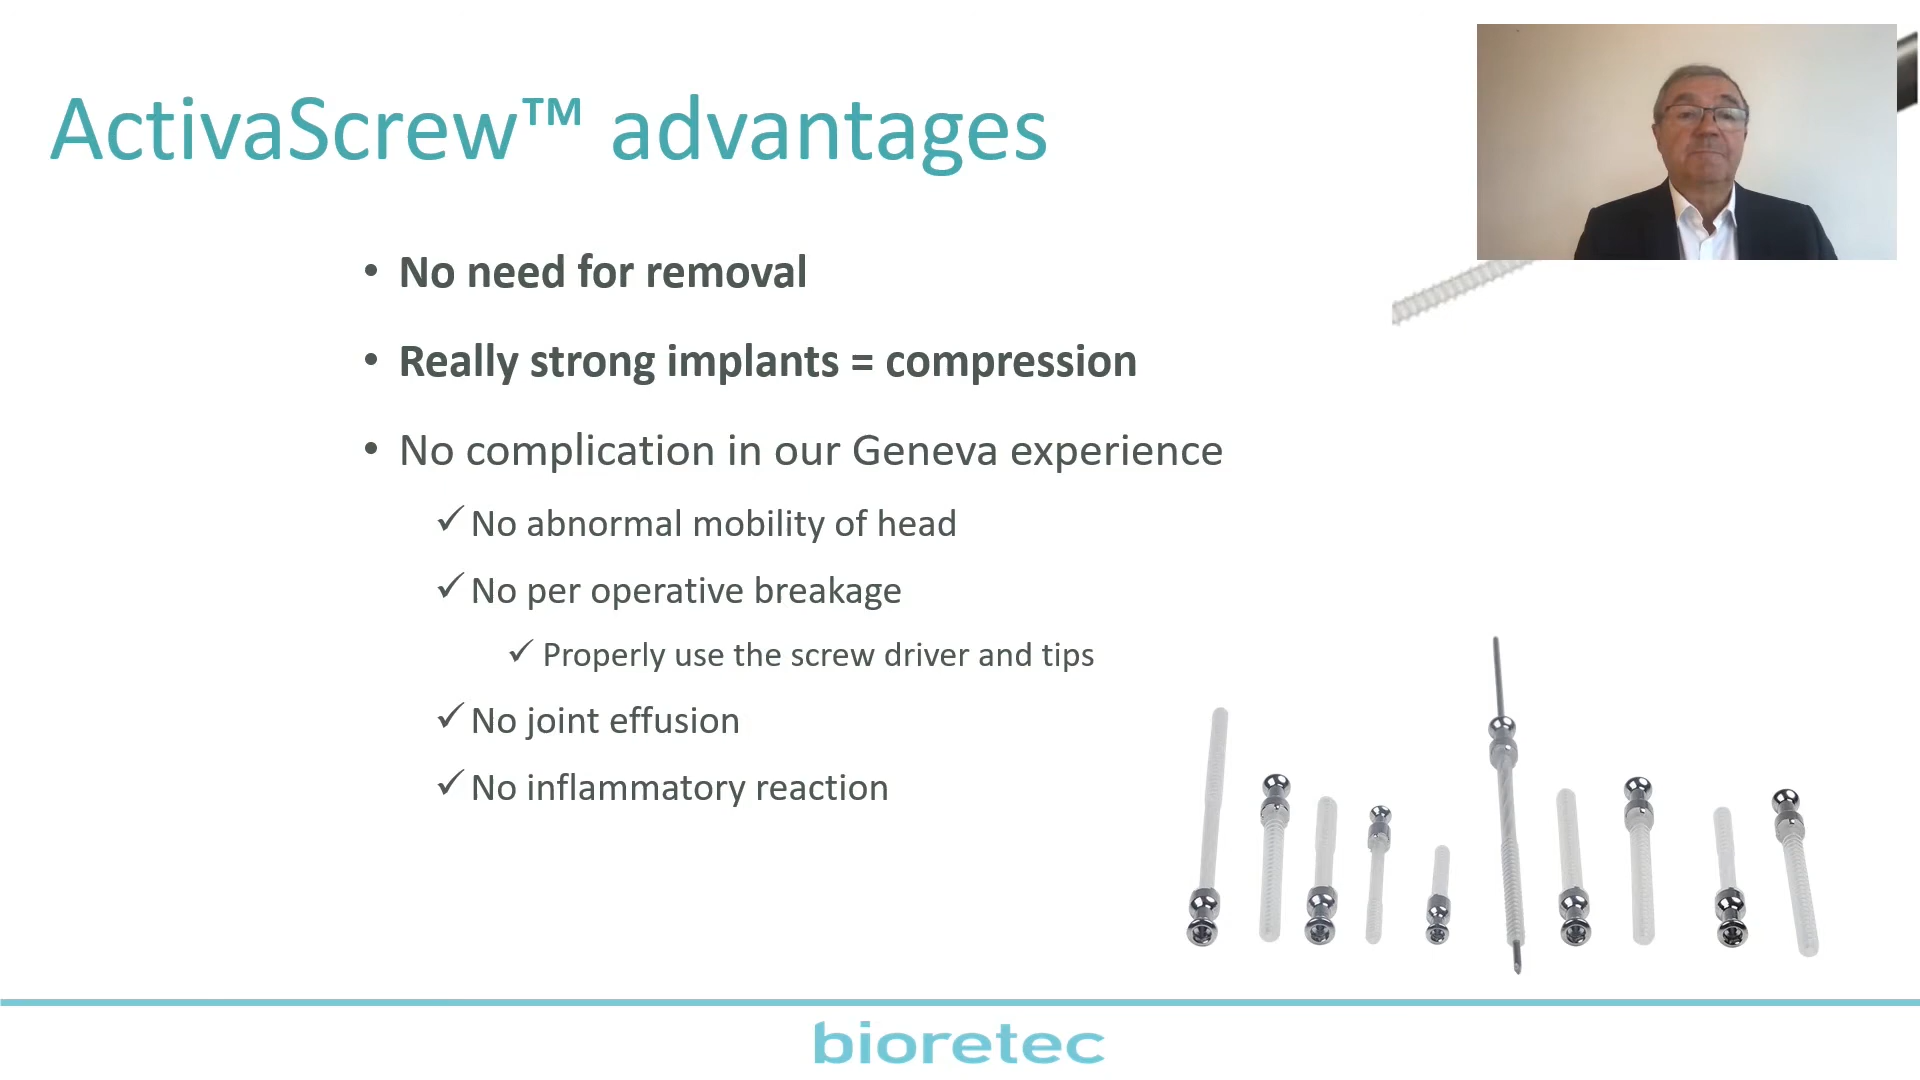 ActivaScrew™ advantages
• No need for removal
• Really strong implants = compression
• No complication in our Geneva experience
✓ No abnormal mobility of head
✓ No per operative breakage
✓ Properly use the screw driver and tips
✓ No joint effusion
✓ No inflammatory reaction
bioretec